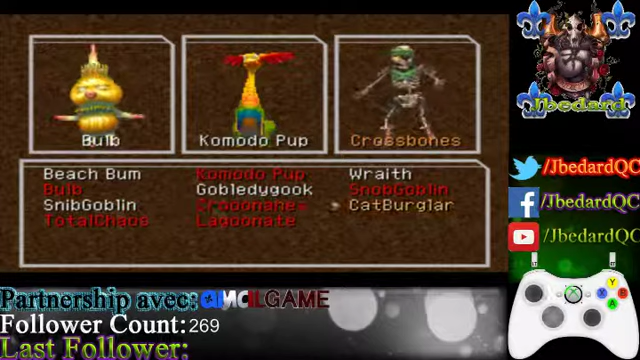 Bulb
Komodo Pup
Crossbones
Beach Bum
Komodo Pup
Wraith
Bulb
Gobledygook
SnobGoblin
SnibGoblin
CatBurglar
TotalChaos
Lagoonate
Jbedard
/JbedardQC
/JbedardQC
/JbedardQC
Partnership avec:
GAME
Follower Count: 269
Last Follower:
Y
X
B
A